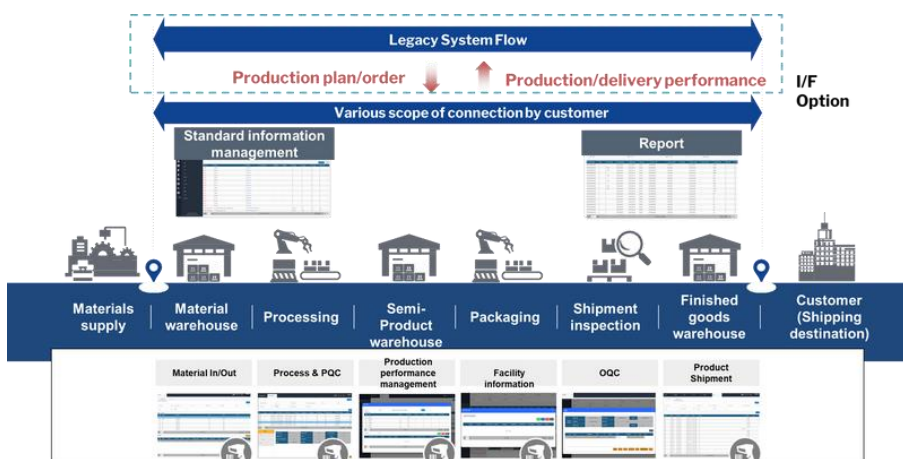 Legacy System Flow
Production plan/order
Production/delivery performance
I/F
Option
Various scope of connection by customer
Standard information
management
Report
Materials
supply
Material
warehouse
Processing
Semi-
Product
warehouse
Packaging
Shipment
inspection
Finished
goods
warehouse
Customer
(Shipping
destination)
Material In/Out
Process & PQC
Production
performance
management
Facility
information
OQC
Product
Shipment